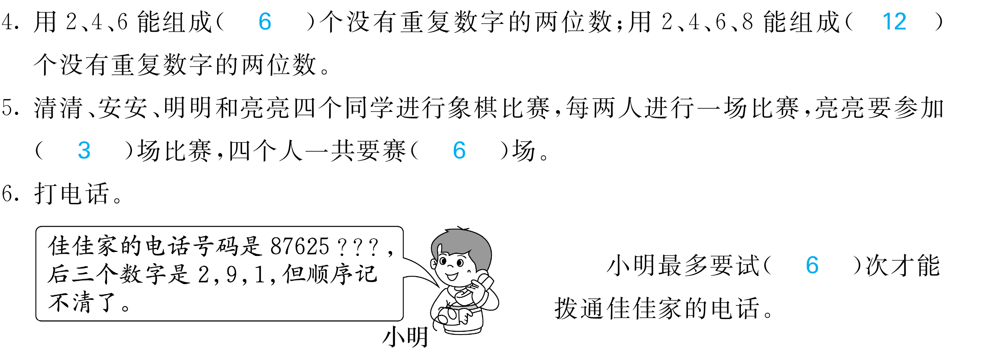 4. 用 2、4、6 能组成( 6 )个没有重复数字的两位数;用 2、4、6、8 能组成( 12 )
个没有重复数字的两位数。
5. 清清、安安、明明和亮亮四个同学进行象棋比赛,每两人进行一场比赛,亮亮要参加
( 3 )场比赛,四个人一共要赛( 6 )场。
6. 打电话。
佳佳家的电话号码是 87625???,
后三个数字是 2,9,1,但顺序记
不清了。
小明
小明最多要试( 6 )次才能
拨通佳佳家的电话。